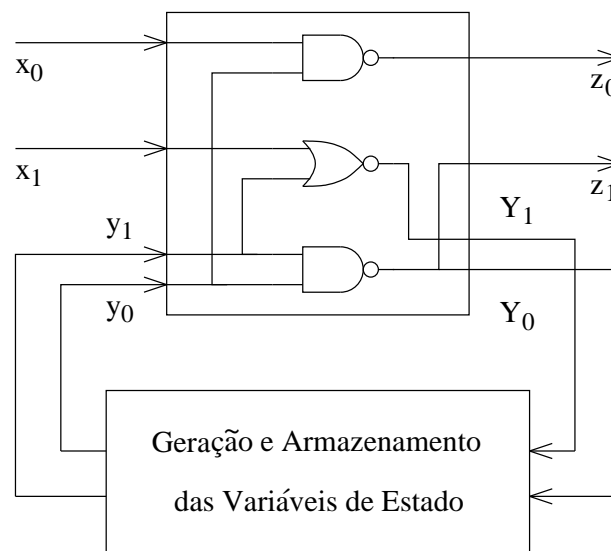 x0
z0
x1
z1
y1
Y1
y0
Y0
Geração e Armazenamento
das Variáveis de Estado